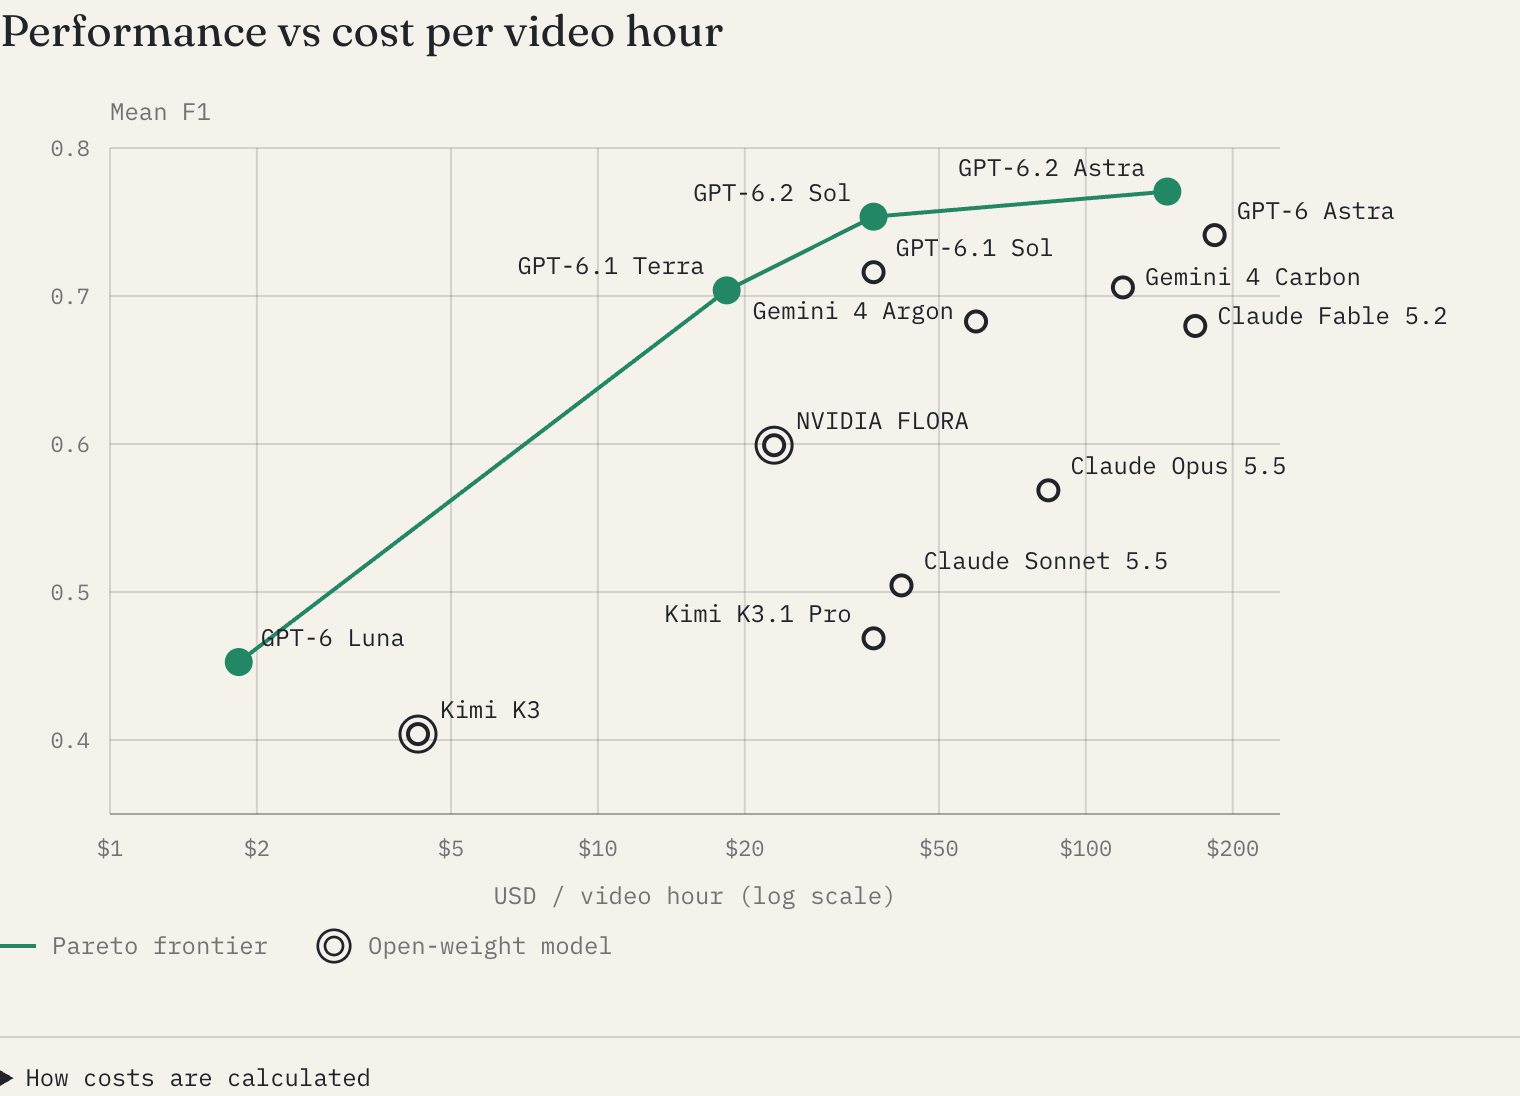 Performance vs cost per video hour
Mean F1
0.8
GPT-6.2 Astra
GPT-6.2 Sol
GPT-6 Astra
GPT-6.1 Sol
GPT-6.1 Terra
Gemini 4 Carbon
0.7
Gemini 4 Argon
Claude Fable 5.2
NVIDIA FLORA
0.6
Claude Opus 5.5
Claude Sonnet 5.5
0.5
Kimi K3.1 Pro
GPT-6 Luna
Kimi K3
0.4
$1 $2 $5 $10 $20 $50 $100 $200
USD / video hour (log scale)
Pareto frontier Open-weight model
How costs are calculated